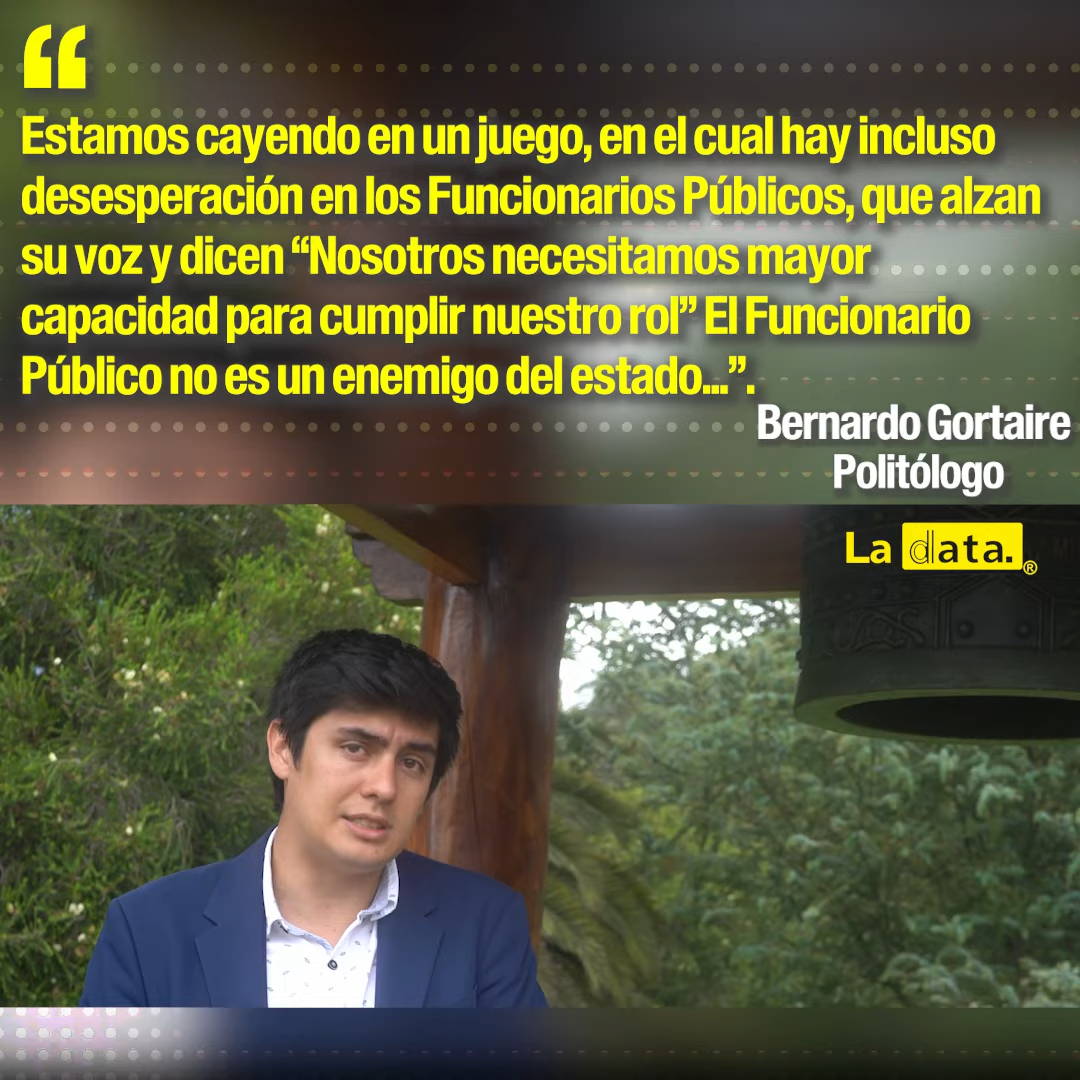 “
Estamos cayendo en un juego, en el cual hay incluso
desesperación en los Funcionarios Públicos, que alzan
su voz y dicen “Nosotros necesitamos mayor
capacidad para cumplir nuestro rol” El Funcionario
Público no es un enemigo del estado...”.
Bernardo Gortaire
Politólogo
La data.®